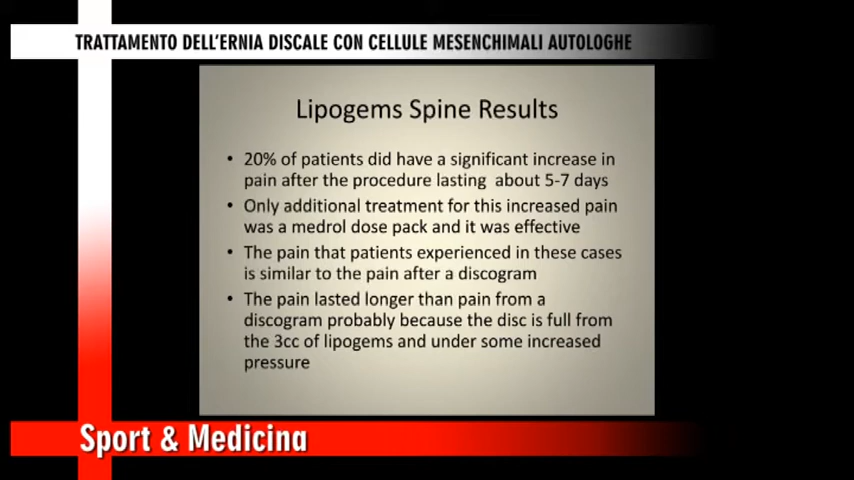 TRATTAMENTO DELL'ERNIA DISCALE CON CELLULE MESENCHIMALI AUTOLOGHE
Lipogems Spine Results
• 20% of patients did have a significant increase in
pain after the procedure lasting about 5-7 days
• Only additional treatment for this increased pain
was a medrol dose pack and it was effective
• The pain that patients experienced in these cases
is similar to the pain after a discogram
• The pain lasted longer than pain from a
discogram probably because the disc is full from
the 3cc of lipogems and under some increased
pressure
Sport & Medicina